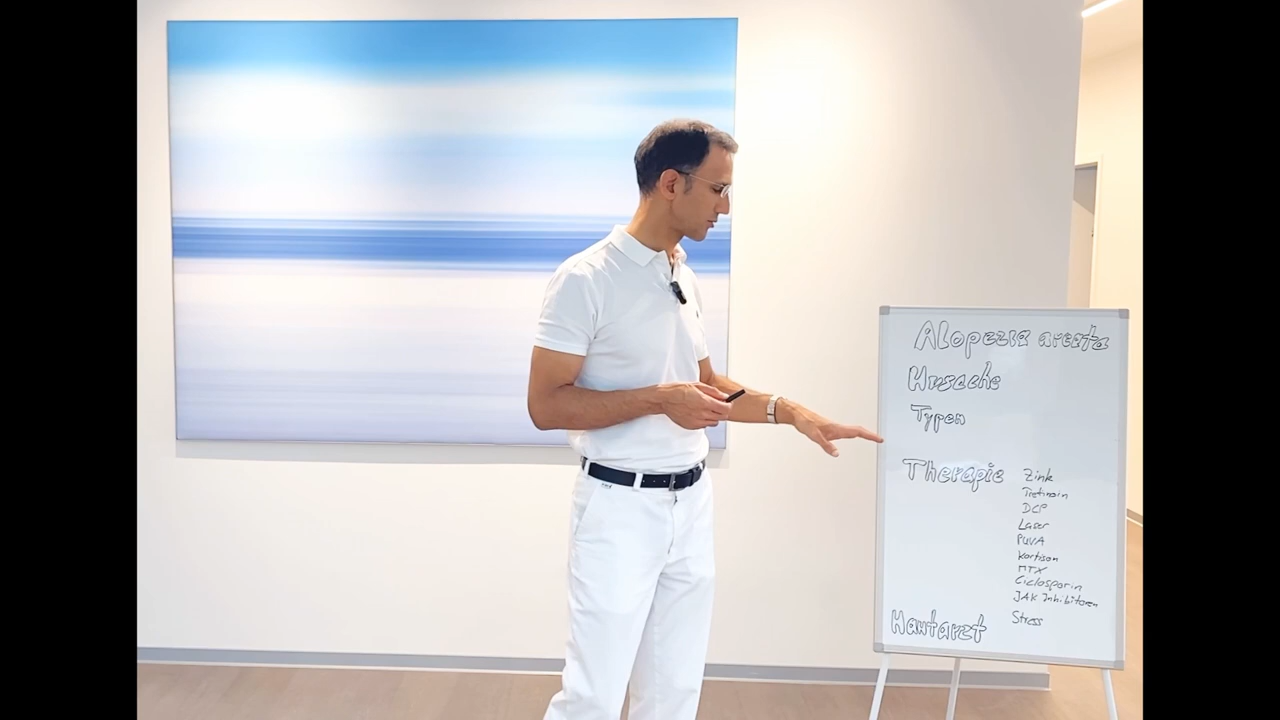 Alopezia areata
Ursache
Typen
Therapie
Zink
Tretinoin
DCP
Laser
PUVA
Kortison
MTX
Ciclosporin
JAK Inhibitoren
Stress
Hautarzt